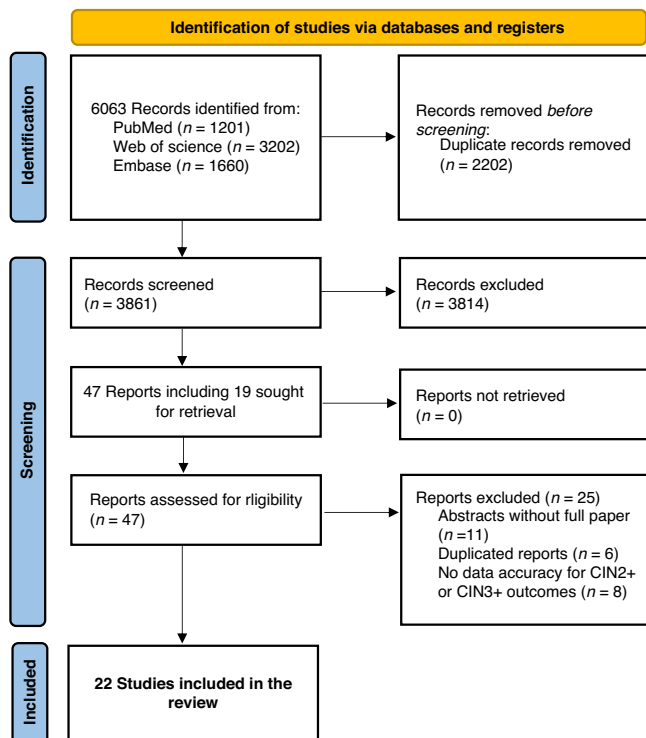 Identification of studies via databases and registers
Identification
6063 Records identified from:
PubMed (n = 1201)
Web of science (n = 3202)
Embase (n = 1660)
Records removed before
screening:
Duplicate records removed
(n = 2202)
Screening
Records screened
(n = 3861)
Records excluded
(n = 3814)
47 Reports including 19 sought
for retrieval
Reports not retrieved
(n = 0)
Reports assessed for rligibility
(n = 47)
Reports excluded (n = 25)
Abstracts without full paper
(n =11)
Duplicated reports (n = 6)
No data accuracy for CIN2+
or CIN3+ outcomes (n = 8)
Included
22 Studies included in the
review